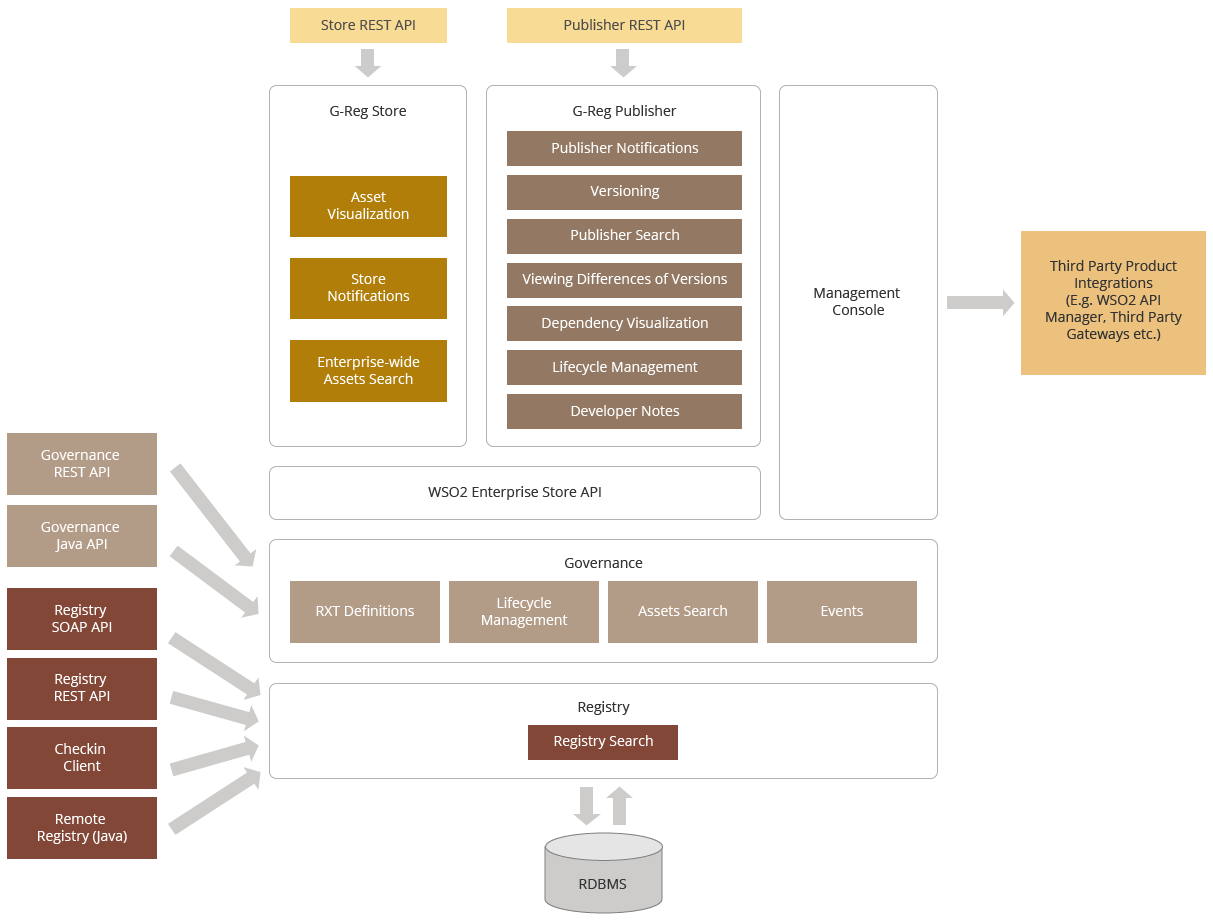 Store REST API
Publisher REST API
G-Reg Store
Asset
Visualization
Store
Notifications
Enterprise-wide
Assets Search
G-Reg Publisher
Publisher Notifications
Versioning
Publisher Search
Viewing Differences of Versions
Dependency Visualization
Lifecycle Management
Developer Notes
Management
Console
Third Party Product
Integrations
(E.g. WSO2 API
Manager, Third Party
Gateways etc.)
WSO2 Enterprise Store API
Governance
REST API
Governance
Java API
Registry
SOAP API
Registry
REST API
Checkin
Client
Remote
Registry (Java)
Governance
RXT Definitions
Lifecycle
Management
Assets Search
Events
Registry
Registry Search
RDBMS